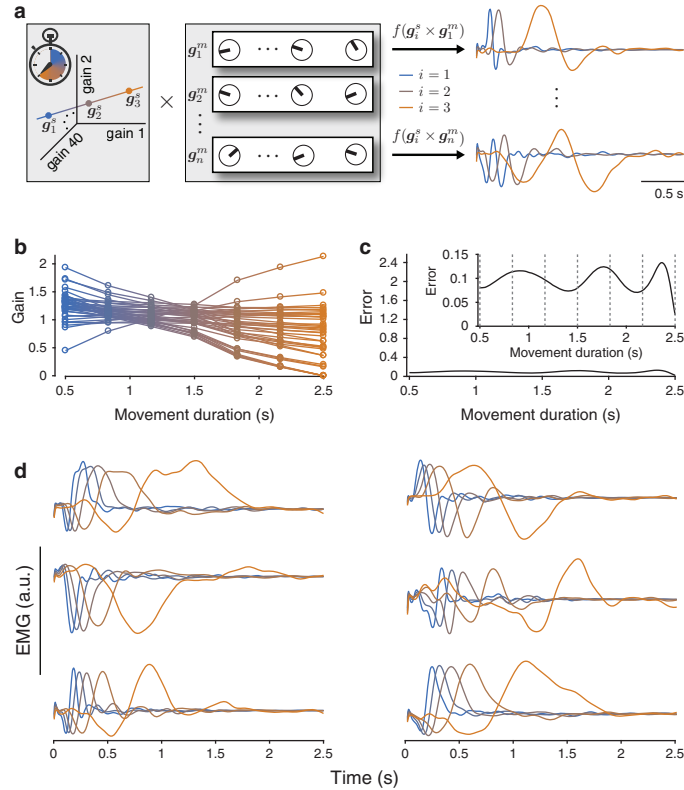 a
gain 2
g₁ˢ
g₂ˢ
g₃ˢ
gain 40
gain 1
×
g₁ᵐ
...
g₂ᵐ
...
gₙᵐ
...
f(gᵢˢ × g₁ᵐ)
i = 1
i = 2
i = 3
f(gᵢˢ × gₙᵐ)
0.5 s
b
Gain
2
1.5
1
0.5
0
0.5 1 1.5 2 2.5
Movement duration (s)
c
Error
2.4
2.0
1.6
1.2
0.8
0.4
0
0.5 1 1.5 2 2.5
Movement duration (s)
Error
0.15
0.1
0.05
0
0.5 1 1.5 2 2.5
Movement duration (s)
d
EMG (a.u.)
0 0.5 1 1.5 2 2.5
0 0.5 1 1.5 2 2.5
Time (s)